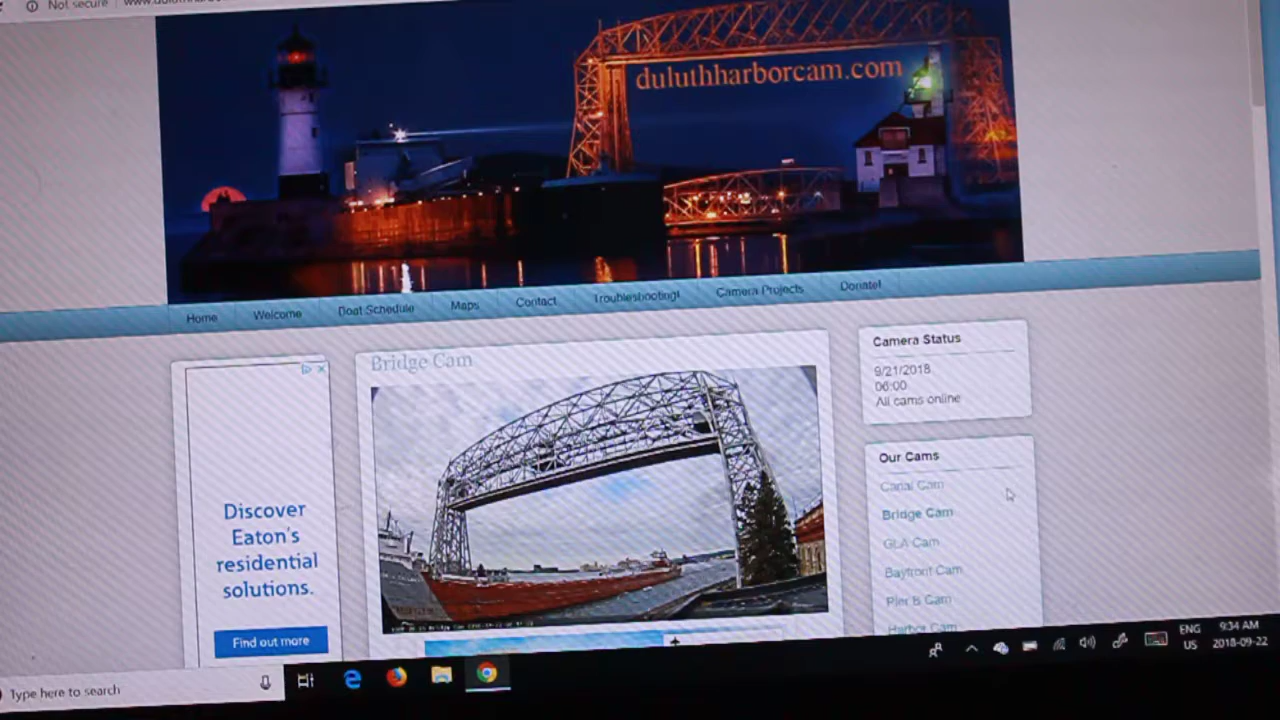 Not secure
duluthharborcam.com
Home
Welcome
Boat Schedule
Maps
Contact
Troubleshooting!
Camera Projects
Donate!
Bridge Cam
Discover
Eaton's
residential
solutions.
Find out more
Camera Status
9/21/2018
06:00
All cams online
Our Cams
Canal Cam
Bridge Cam
GLA Cam
Bayfront Cam
Pier B Cam
Harbor Cam
Type here to search
ENG
US
9:34 AM
2018-09-22